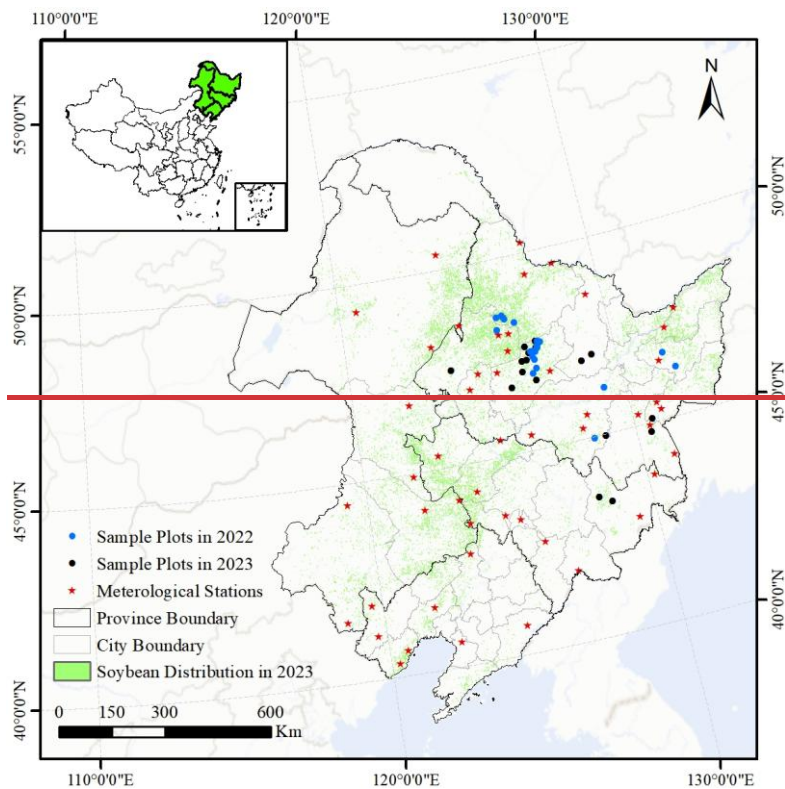 110°0'0"E 120°0'0"E 130°0'0"E
N
55°0'0"N
50°0'0"N
50°0'0"N
45°0'0"N
45°0'0"N
40°0'0"N
40°0'0"N
Sample Plots in 2022
Sample Plots in 2023
Meterological Stations
Province Boundary
City Boundary
Soybean Distribution in 2023
0 150 300 600
Km
110°0'0"E 120°0'0"E 130°0'0"E